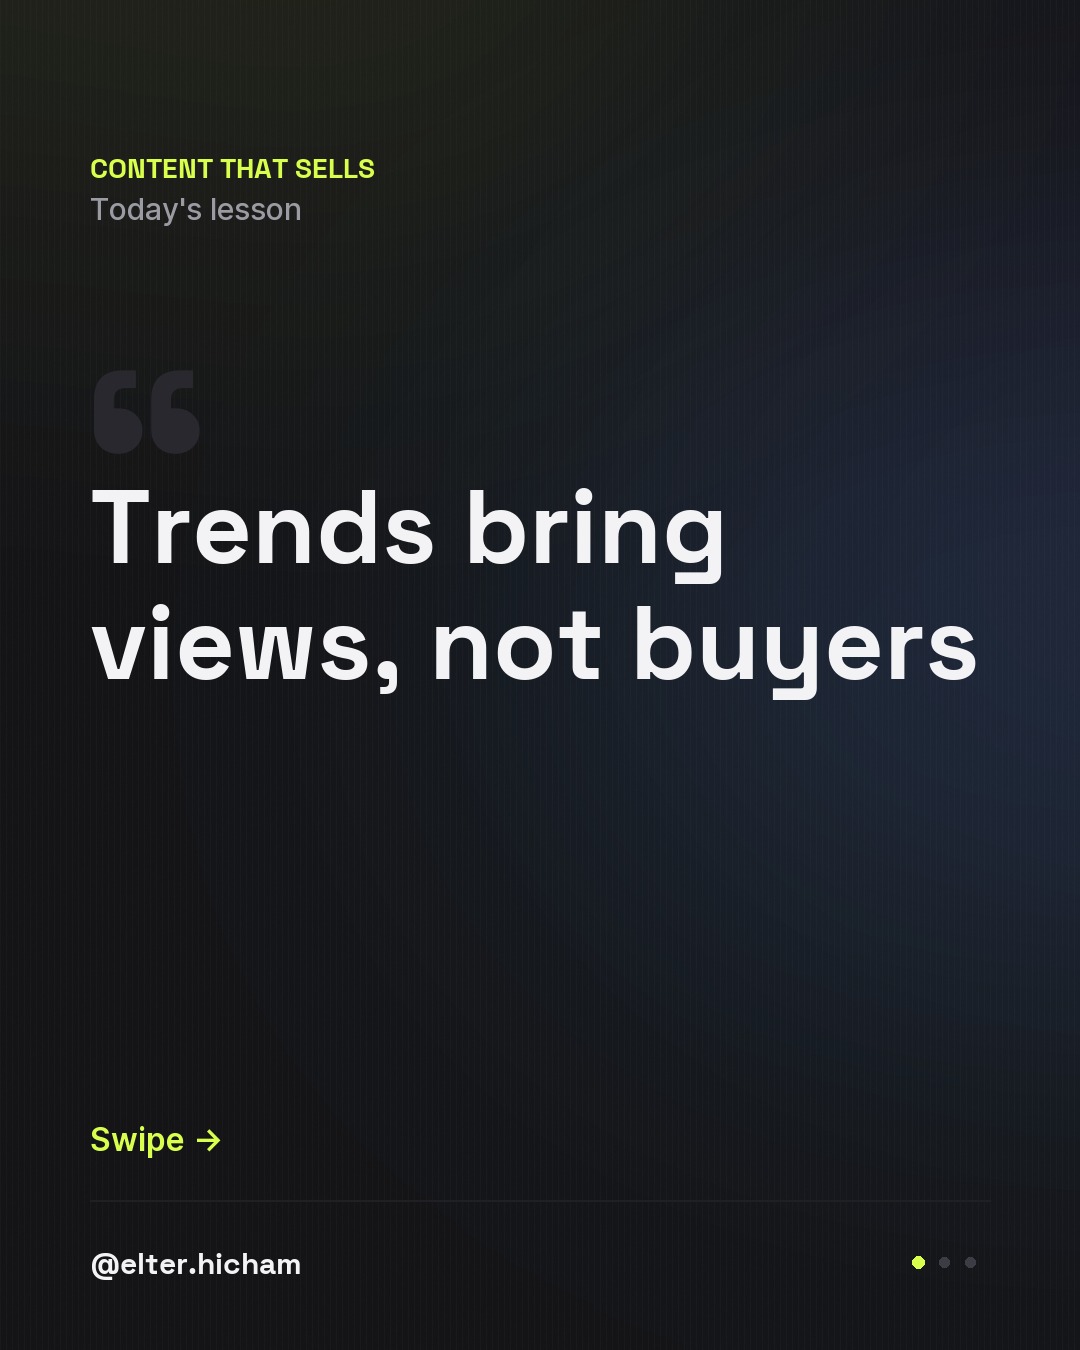 CONTENT THAT SELLS
Today's lesson
“
Trends bring
views, not buyers
Swipe →
@elter.hicham